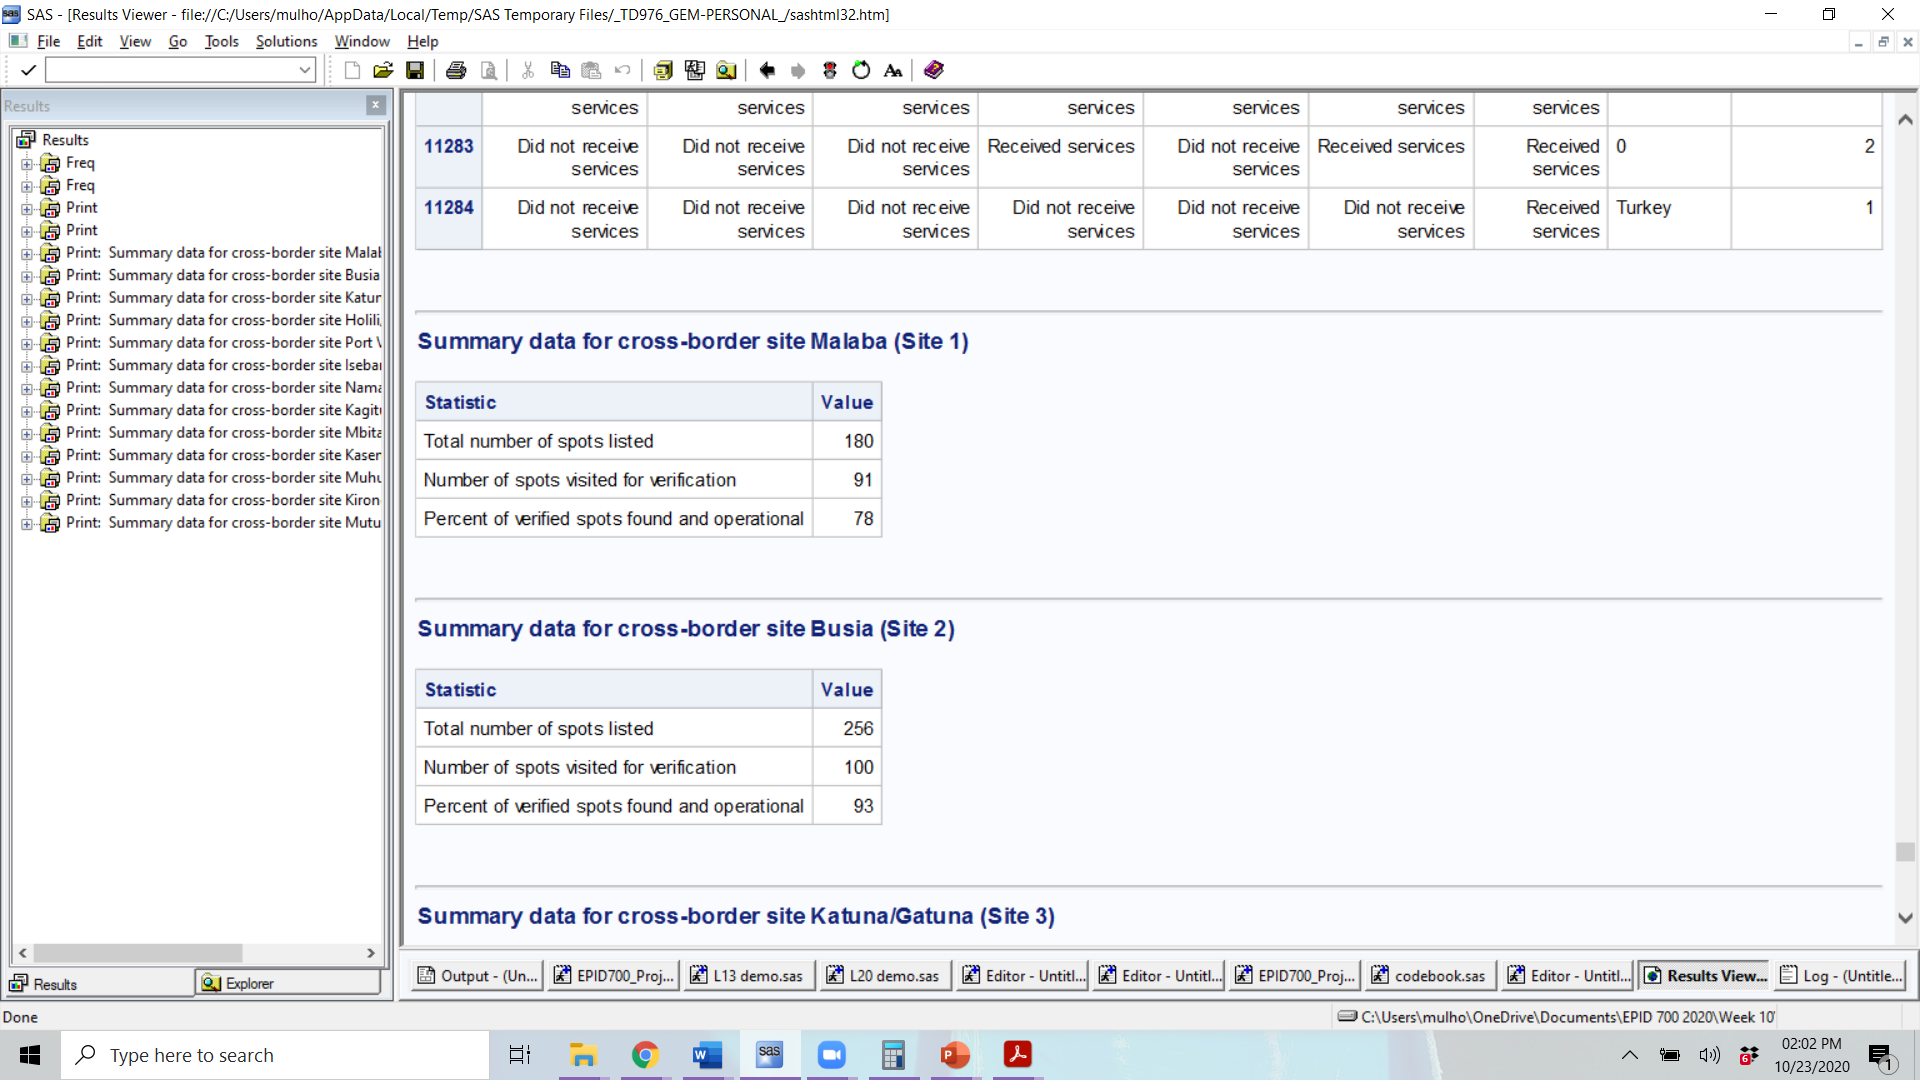 SAS - [Results Viewer - file://C:/Users/mulho/AppData/Local/Temp/SAS Temporary Files/_TD976_GEM-PERSONAL_/sashtml32.htm]
File Edit View Go Tools Solutions Window Help
Results
Results
Freq
Freq
Print
Print
Print: Summary data for cross-border site Malab
Print: Summary data for cross-border site Busia
Print: Summary data for cross-border site Katur
Print: Summary data for cross-border site Holili
Print: Summary data for cross-border site Port V
Print: Summary data for cross-border site Isebar
Print: Summary data for cross-border site Nama
Print: Summary data for cross-border site Kagitu
Print: Summary data for cross-border site Mbita
Print: Summary data for cross-border site Kasen
Print: Summary data for cross-border site Muhu
Print: Summary data for cross-border site Kiron
Print: Summary data for cross-border site Mutu
Results Explorer
services services services services services services services
11283 Did not receive services Did not receive services Did not receive services Received services Did not receive services Received services Received services 0 2
11284 Did not receive services Did not receive services Did not receive services Did not receive services Did not receive services Did not receive services Received services Turkey 1
Summary data for cross-border site Malaba (Site 1)
Statistic Value
Total number of spots listed 180
Number of spots visited for verification 91
Percent of verified spots found and operational 78
Summary data for cross-border site Busia (Site 2)
Statistic Value
Total number of spots listed 256
Number of spots visited for verification 100
Percent of verified spots found and operational 93
Summary data for cross-border site Katuna/Gatuna (Site 3)
Output - (Un... EPID700_Proj... L13 demo.sas L20 demo.sas Editor - Untitl... Editor - Untitl... EPID700_Proj... codebook.sas Editor - Untitl... Results View... Log - (Untitle...
Done C:\Users\mulho\OneDrive\Documents\EPID 700 2020\Week 10
Type here to search
02:02 PM
10/23/2020